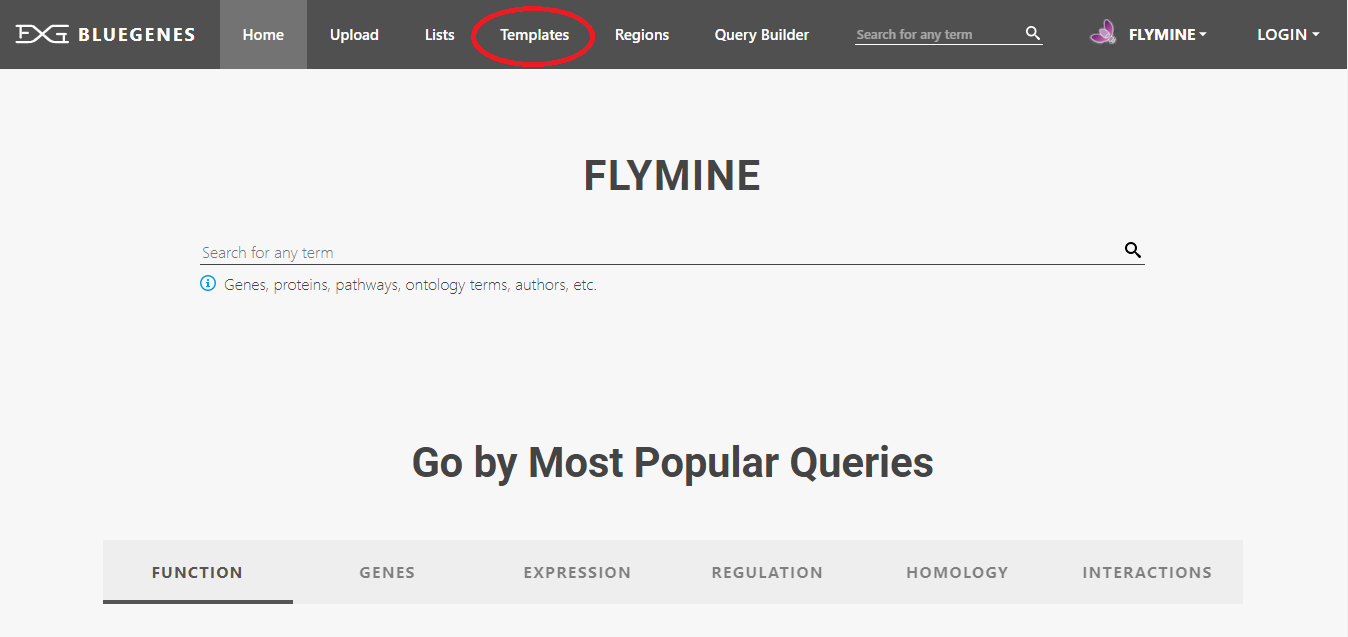 BLUEGENES Home Upload Lists Templates Regions Query Builder Search for any term FLYMINE LOGIN
FLYMINE
Search for any term
Genes, proteins, pathways, ontology terms, authors, etc.
Go by Most Popular Queries
FUNCTION GENES EXPRESSION REGULATION HOMOLOGY INTERACTIONS